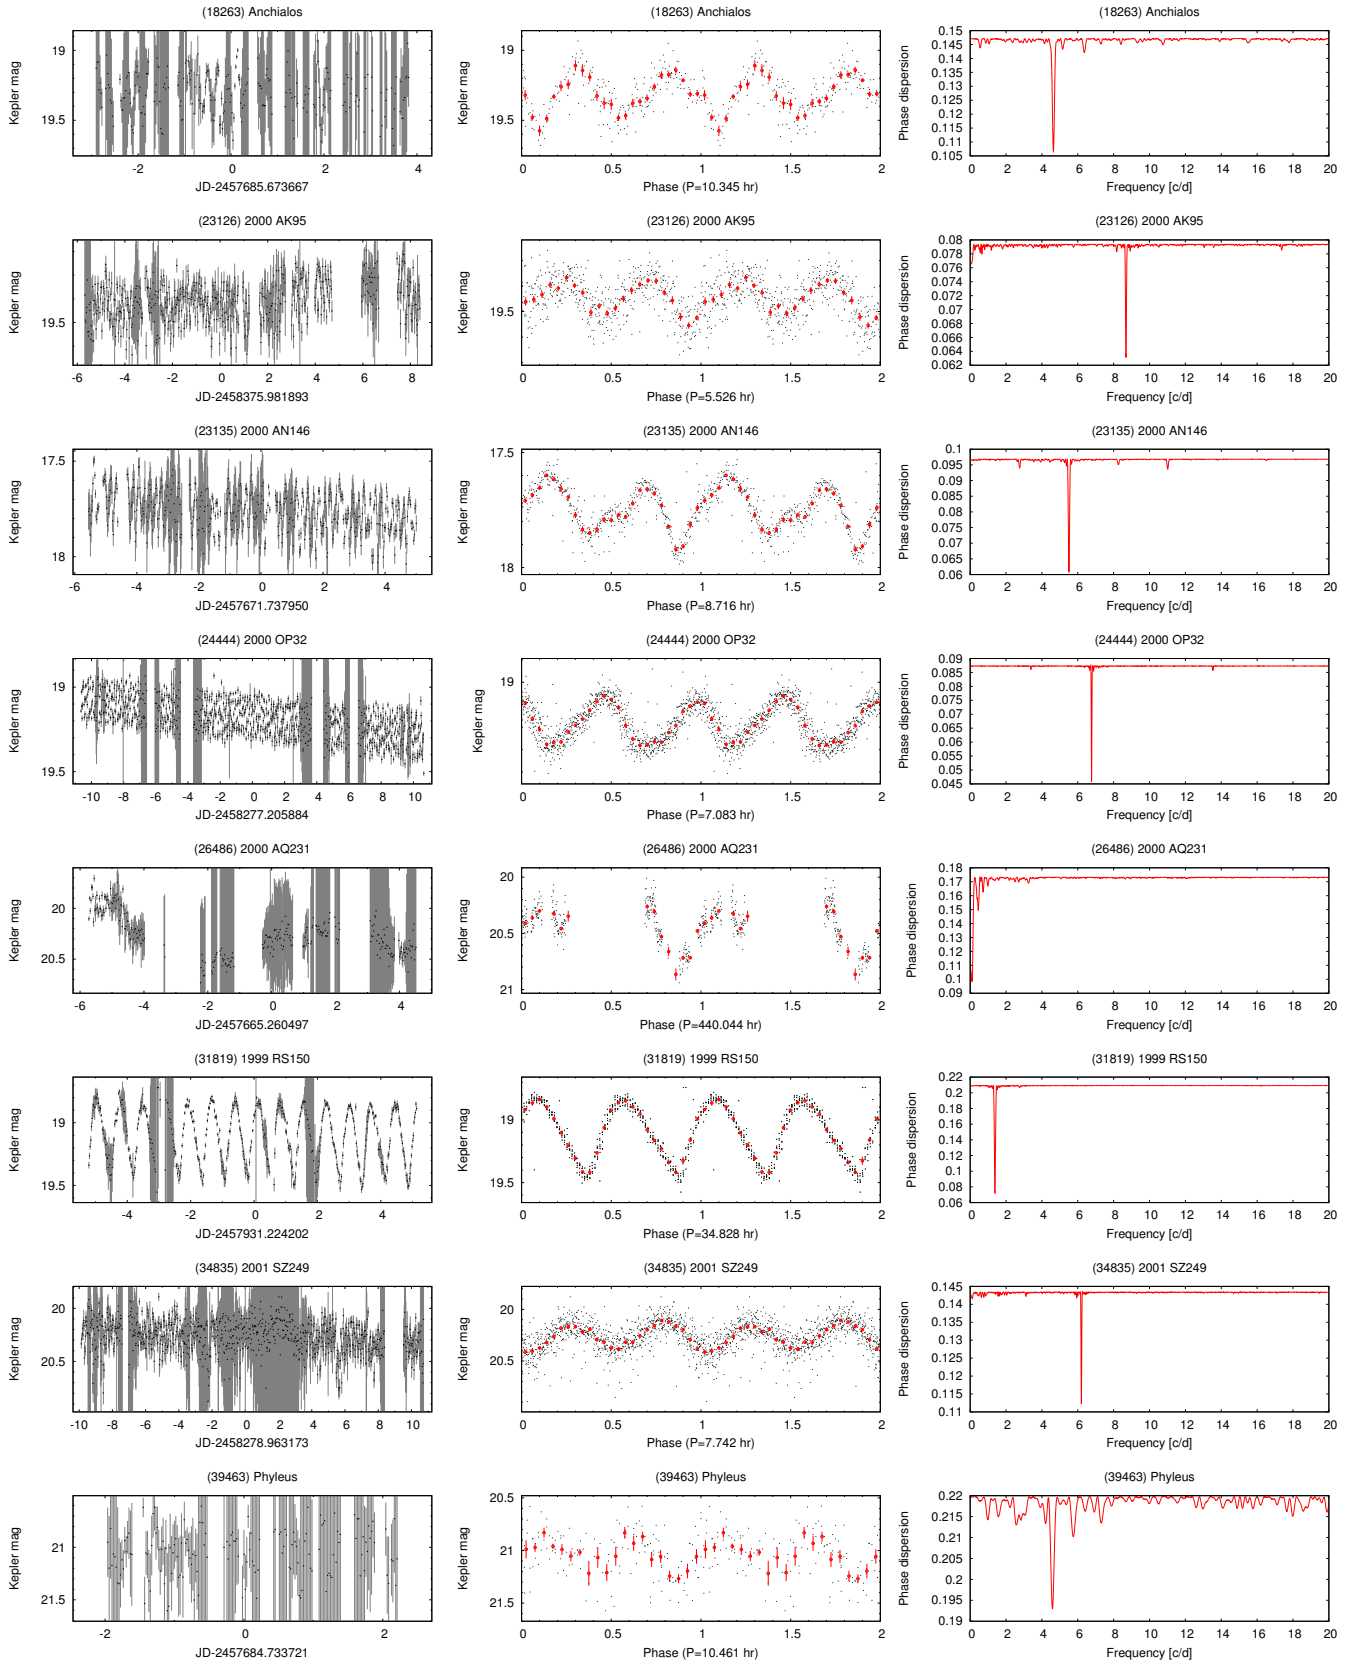 (18263) Anchialos
(18263) Anchialos
(18263) Anchialos
Kepler mag
19
19.5
-2
0
2
4
JD-2457685.673667
Kepler mag
19
19.5
0
0.5
1
1.5
2
Phase (P=10.345 hr)
Phase dispersion
0.15
0.145
0.14
0.135
0.13
0.125
0.12
0.115
0.11
0.105
0 2 4 6 8 10 12 14 16 18 20
Frequency [c/d]
(23126) 2000 AK95
(23126) 2000 AK95
(23126) 2000 AK95
Kepler mag
19.5
-6 -4 -2 0 2 4 6 8
JD-2458375.981893
Kepler mag
19.5
0 0.5 1 1.5 2
Phase (P=5.526 hr)
Phase dispersion
0.08
0.078
0.076
0.074
0.072
0.07
0.068
0.066
0.064
0.062
0 2 4 6 8 10 12 14 16 18 20
Frequency [c/d]
(23135) 2000 AN146
(23135) 2000 AN146
(23135) 2000 AN146
Kepler mag
17.5
18
-6 -4 -2 0 2 4
JD-2457671.737950
Kepler mag
17.5
18
0 0.5 1 1.5 2
Phase (P=8.716 hr)
Phase dispersion
0.1
0.095
0.09
0.085
0.08
0.075
0.07
0.065
0.06
0 2 4 6 8 10 12 14 16 18 20
Frequency [c/d]
(24444) 2000 OP32
(24444) 2000 OP32
(24444) 2000 OP32
Kepler mag
19
19.5
-10 -8 -6 -4 -2 0 2 4 6 8 10
JD-2458277.205884
Kepler mag
19
0 0.5 1 1.5 2
Phase (P=7.083 hr)
Phase dispersion
0.09
0.085
0.08
0.075
0.07
0.065
0.06
0.055
0.05
0.045
0 2 4 6 8 10 12 14 16 18 20
Frequency [c/d]
(26486) 2000 AQ231
(26486) 2000 AQ231
(26486) 2000 AQ231
Kepler mag
20
20.5
-6 -4 -2 0 2 4
JD-2457665.260497
Kepler mag
20
20.5
21
0 0.5 1 1.5 2
Phase (P=440.044 hr)
Phase dispersion
0.18
0.17
0.16
0.15
0.14
0.13
0.12
0.11
0.1
0.09
0 2 4 6 8 10 12 14 16 18 20
Frequency [c/d]
(31819) 1999 RS150
(31819) 1999 RS150
(31819) 1999 RS150
Kepler mag
19
19.5
-4 -2 0 2 4
JD-2457931.224202
Kepler mag
19
19.5
0 0.5 1 1.5 2
Phase (P=34.828 hr)
Phase dispersion
0.22
0.2
0.18
0.16
0.14
0.12
0.1
0.08
0.06
0 2 4 6 8 10 12 14 16 18 20
Frequency [c/d]
(34835) 2001 SZ249
(34835) 2001 SZ249
(34835) 2001 SZ249
Kepler mag
20
20.5
-10 -8 -6 -4 -2 0 2 4 6 8 10
JD-2458278.963173
Kepler mag
20
20.5
0 0.5 1 1.5 2
Phase (P=7.742 hr)
Phase dispersion
0.145
0.14
0.135
0.13
0.125
0.12
0.115
0.11
0 2 4 6 8 10 12 14 16 18 20
Frequency [c/d]
(39463) Phyleus
(39463) Phyleus
(39463) Phyleus
Kepler mag
21
21.5
-2 0 2
JD-2457684.733721
Kepler mag
20.5
21
21.5
0 0.5 1 1.5 2
Phase (P=10.461 hr)
Phase dispersion
0.22
0.215
0.21
0.205
0.2
0.195
0.19
0 2 4 6 8 10 12 14 16 18 20
Frequency [c/d]